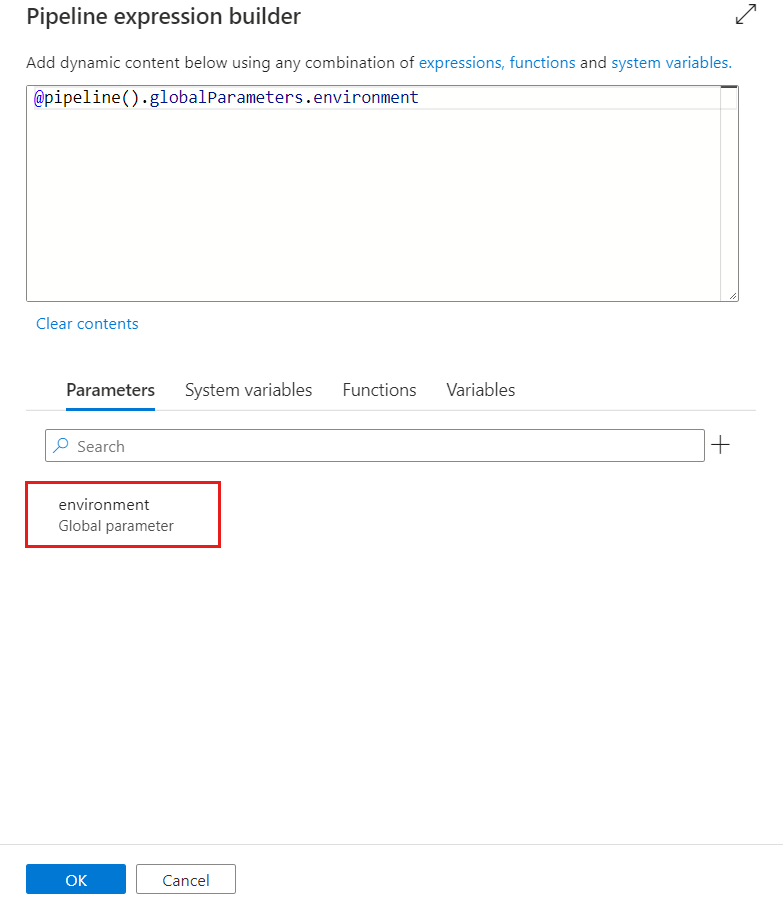 Pipeline expression builder
Add dynamic content below using any combination of expressions, functions and system variables.
@pipeline().globalParameters.environment
Clear contents
Parameters System variables Functions Variables
Search
environment
Global parameter
OK Cancel